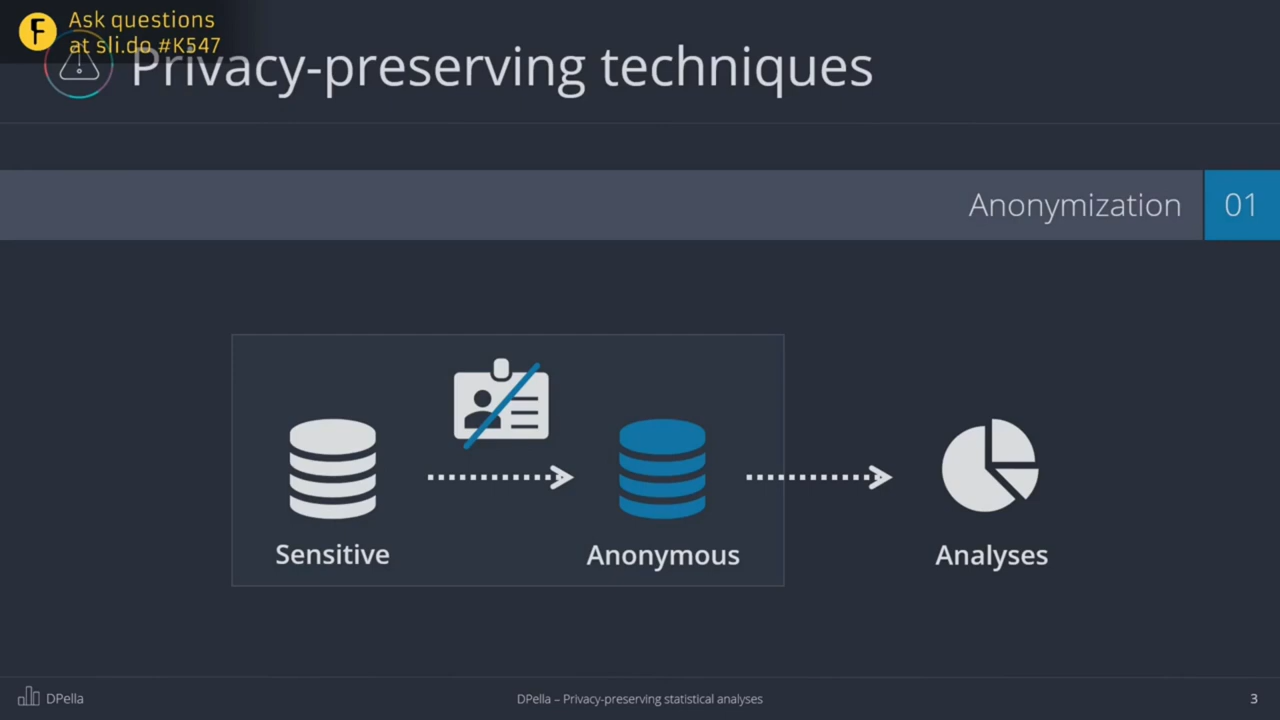 Ask questions
at sli.do #K547
Privacy-preserving techniques
Anonymization 01
Sensitive
Anonymous
Analyses
DPella
DPella – Privacy-preserving statistical analyses
3